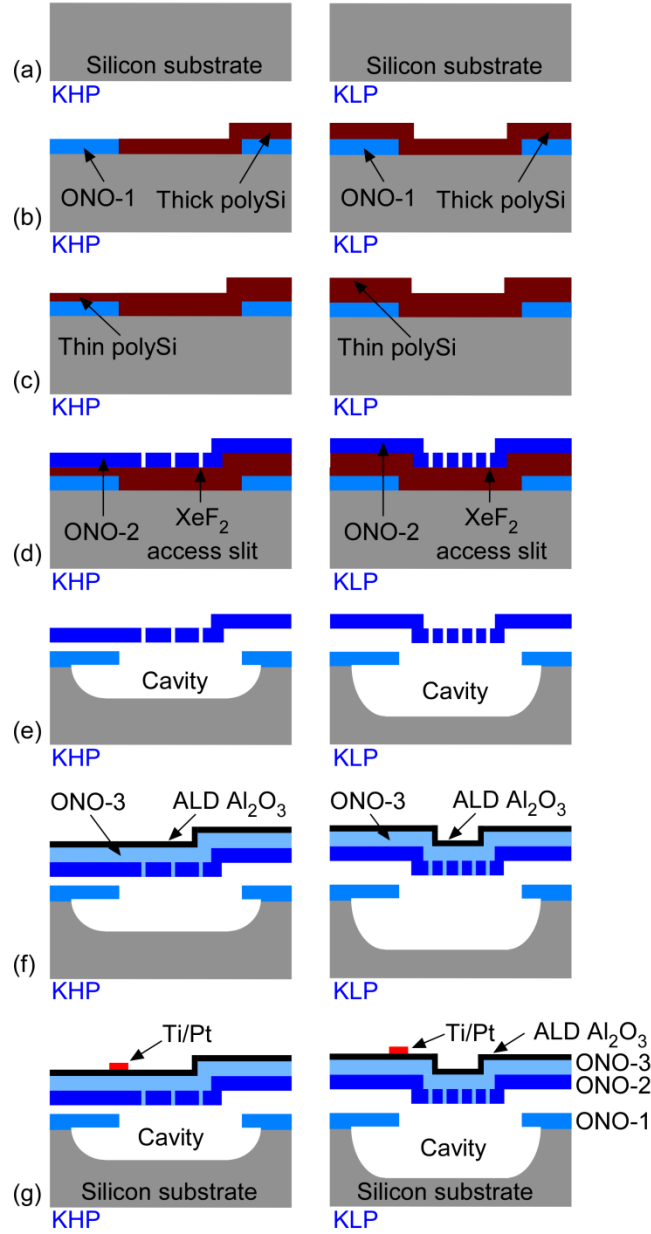 (a)
Silicon substrate
Silicon substrate
KHP
KLP
(b)
ONO-1
Thick polySi
ONO-1
Thick polySi
KHP
KLP
(c)
Thin polySi
Thin polySi
KHP
KLP
(d)
ONO-2
XeF₂
access slit
ONO-2
XeF₂
access slit
KHP
KLP
(e)
Cavity
Cavity
KHP
KLP
(f)
ONO-3
ALD Al₂O₃
ONO-3
ALD Al₂O₃
KHP
KLP
(g)
Ti/Pt
Cavity
Silicon substrate
Ti/Pt
ALD Al₂O₃
ONO-3
ONO-2
ONO-1
Cavity
Silicon substrate
KHP
KLP